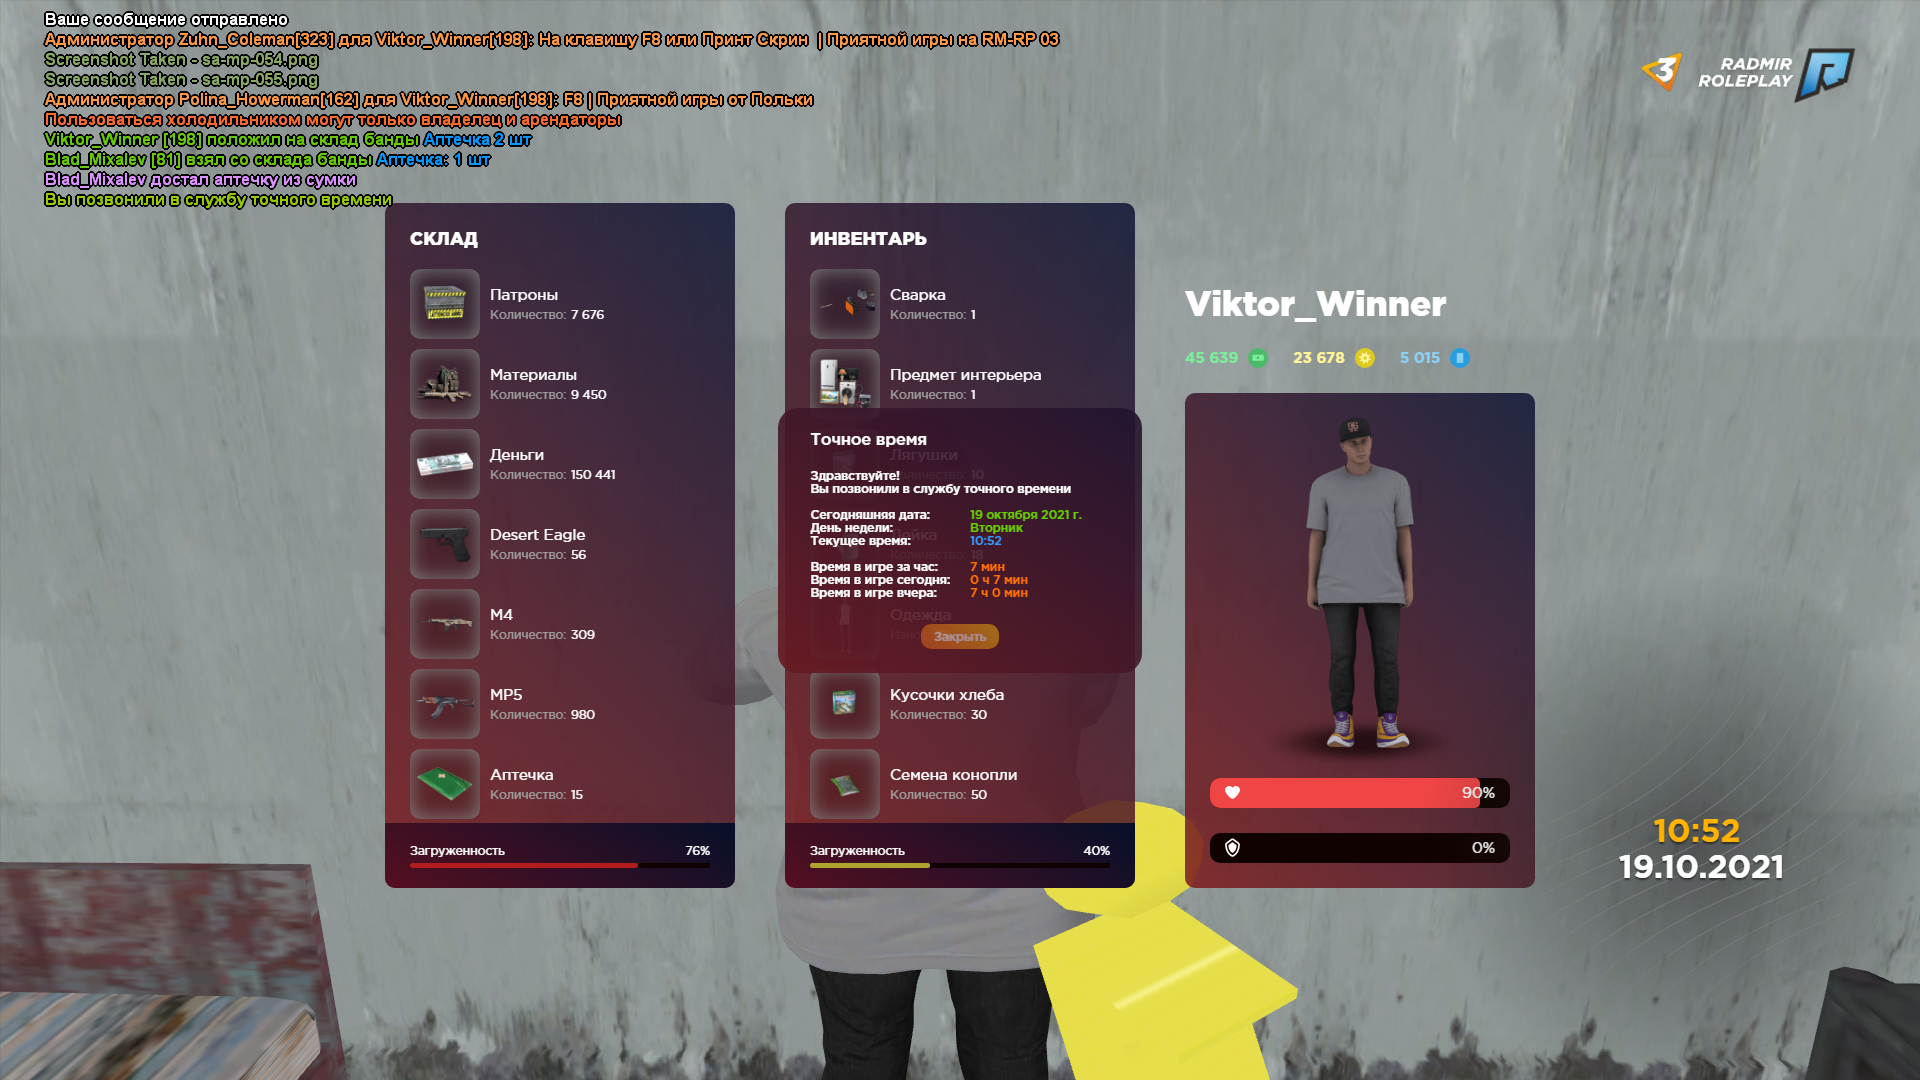 Ваше сообщение отправлено
Администратор Zuhn_Coleman[323] для Viktor_Winner[198]: На клавишу F8 или Принт Скрин | Приятной игры на RM-RP 03
Screenshot Taken - sa-mp-054.png
Screenshot Taken - sa-mp-055.png
Администратор Polina_Howerman[162] для Viktor_Winner[198]: F8 | Приятной игры от Польки
Пользоваться холодильником могут только владелец и арендаторы
Viktor_Winner [198] положил на склад банды Аптечка 2 шт
Blad_Mixalev [81] взял со склада банды Аптечка: 1 шт
Blad_Mixalev достал аптечку из сумки
Вы позвонили в службу точного времени
3
RADMIR
ROLEPLAY
СКЛАД
Патроны
Количество: 7 676
Материалы
Количество: 9 450
Деньги
Количество: 150 441
Desert Eagle
Количество: 56
M4
Количество: 309
MP5
Количество: 980
Аптечка
Количество: 15
Загруженность 76%
ИНВЕНТАРЬ
Сварка
Количество: 1
Предмет интерьера
Количество: 1
Точное время
Лягушки
Количество: 10
Здравствуйте!
Вы позвонили в службу точного времени
Сегодняшняя дата: 19 октября 2021 г.
День недели: Вторник
Текущее время: 10:52
Количество: 18
Время в игре за час: 7 мин
Время в игре сегодня: 0 ч 7 мин
Время в игре вчера: 7 ч 0 мин
Одежда
Закрыть
Кусочки хлеба
Количество: 30
Семена конопли
Количество: 50
Загруженность 40%
Viktor_Winner
45 639 23 678 5 015
90%
0%
10:52
19.10.2021